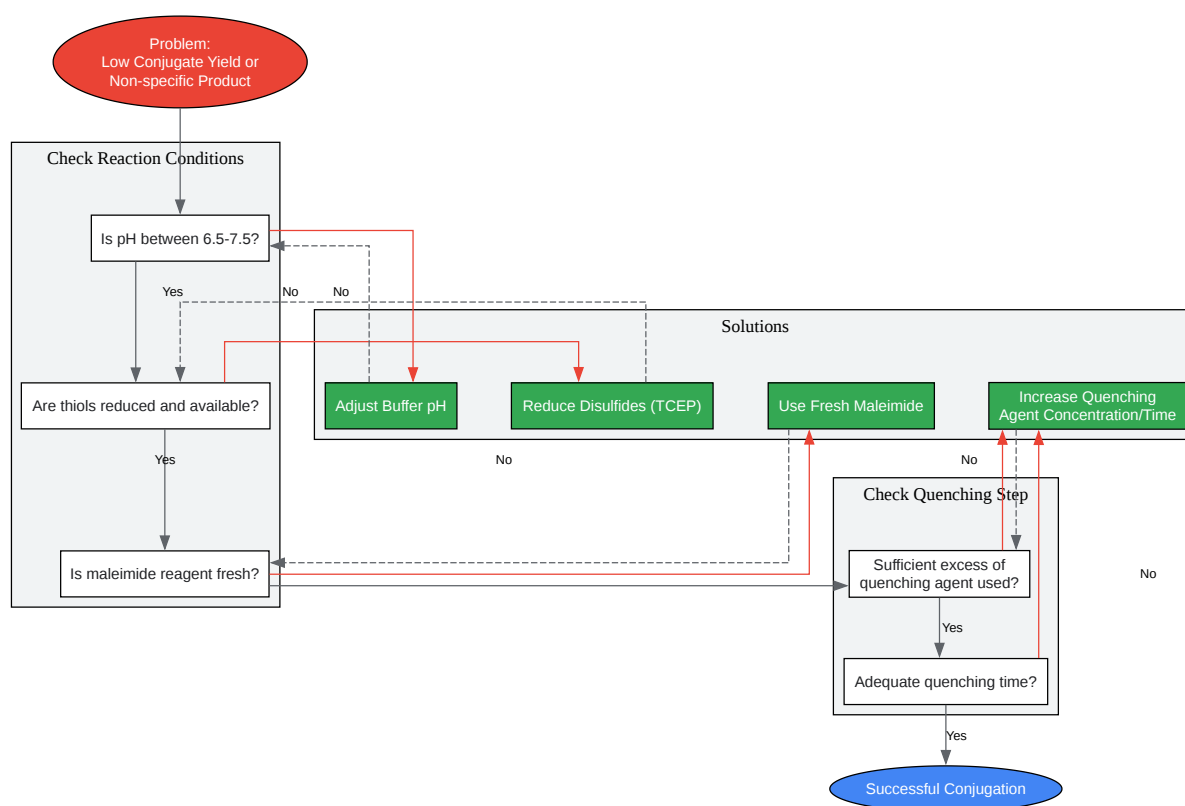 Problem:
Low Conjugate Yield or
Non-specific Product
Check Reaction Conditions
Is pH between 6.5-7.5?
Yes
No
No
Solutions
Are thiols reduced and available?
Adjust Buffer pH
Reduce Disulfides (TCEP)
Use Fresh Maleimide
Increase Quenching
Agent Concentration/Time
Yes
No
No
Check Quenching Step
Is maleimide reagent fresh?
Sufficient excess of
quenching agent used?
No
Yes
Adequate quenching time?
Yes
Successful Conjugation